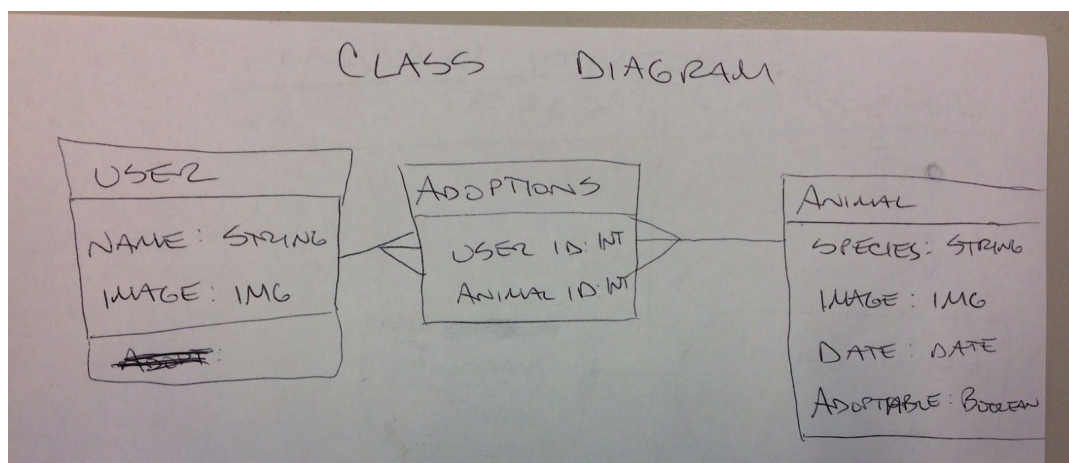 CLASS DIAGRAM
USER
NAME: STRING
IMAGE: IMG
ADOPTIONS
USER ID: INT
ANIMAL ID: INT
ANIMAL
SPECIES: STRING
IMAGE: IMG
DATE: DATE
ADOPTABLE: BOOLEAN